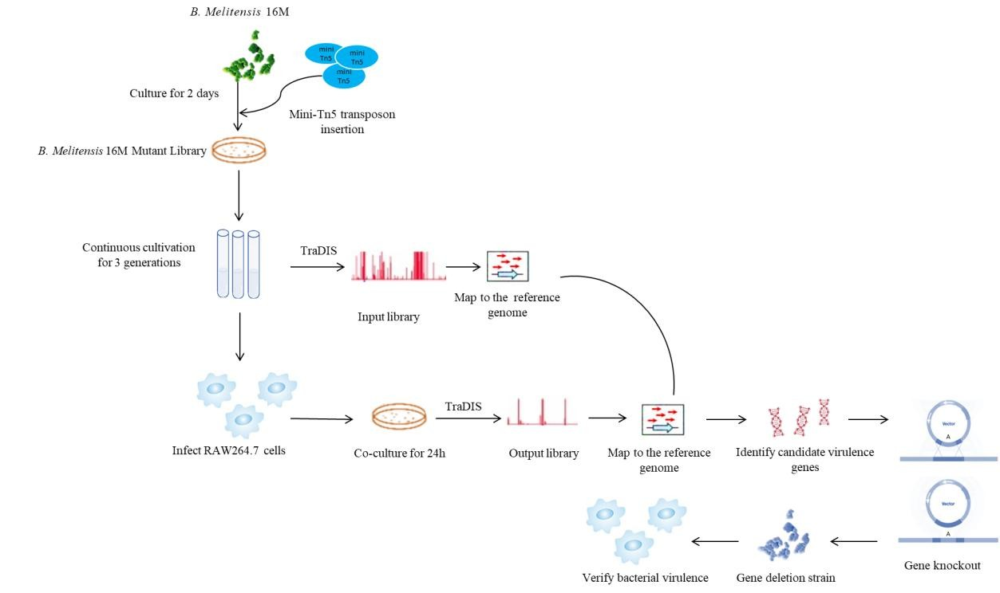 B. Melitensis 16M
mini
Tn5
mini
Tn5
mini
Tn5
Culture for 2 days
Mini-Tn5 transposon
insertion
B. Melitensis 16M Mutant Library
Continuous cultivation
for 3 generations
TraDIS
Input library
Map to the reference
genome
Infect RAW264.7 cells
Co-culture for 24h
TraDIS
Output library
Map to the reference
genome
Identify candidate virulence
genes
Vector
A
Vector
A
Gene knockout
Gene deletion strain
Verify bacterial virulence